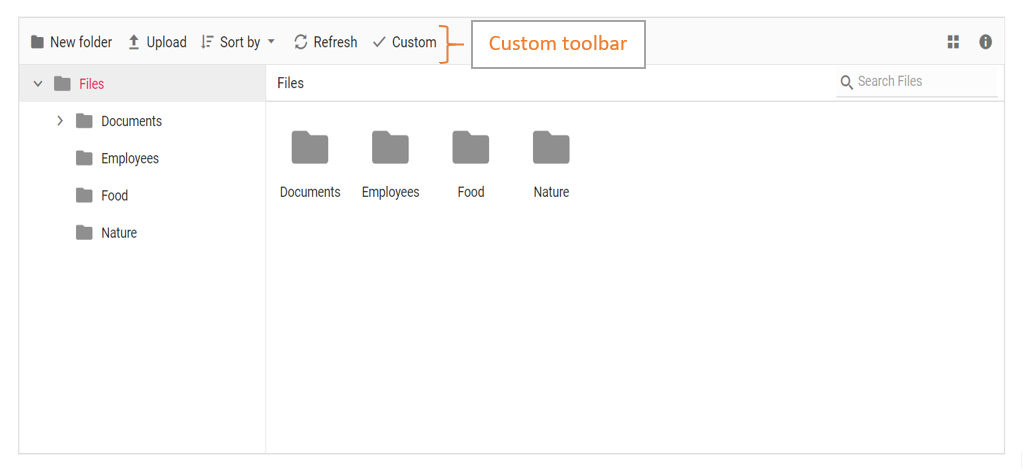 New folder Upload Sort by Refresh Custom Custom toolbar
Files
Documents
Employees
Food
Nature
Files Search Files
Documents Employees Food Nature